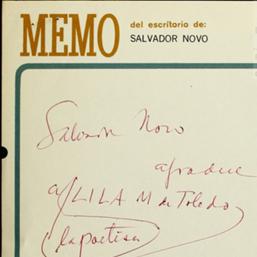 MEMO
del escritorio de:
SALVADOR NOVO
Salvador Novo
agradece
a LILA M de Toledo
(la poetisa)